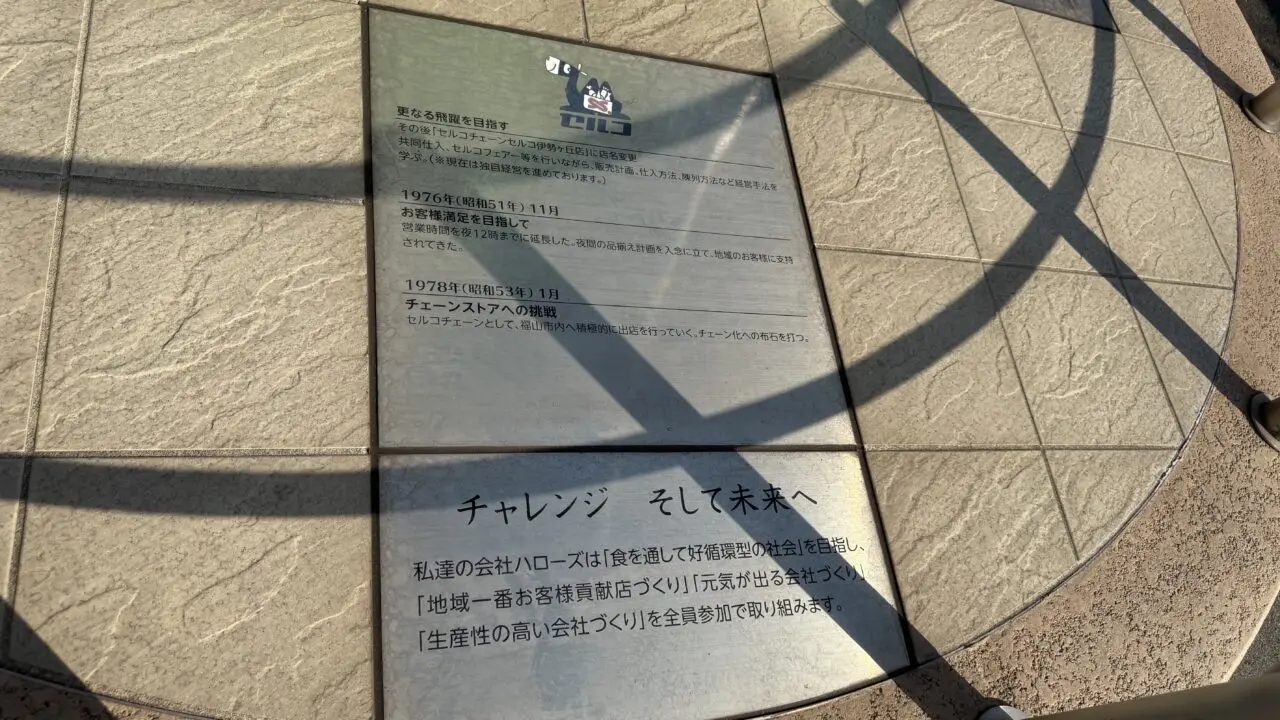 セルコ
更なる飛躍を目指す
その後「セルコチェーンセルコ伊勢ヶ丘店」に店名変更
共同仕入、セルコフェアー等を行いながら、販売計画、仕入方法、陳列方法など経営手法を
学ぶ。(※現在は独自経営を進めております。)
1976年(昭和51年) 11月
お客様満足を目指して
営業時間を夜12時までに延長した。夜間の品揃え計画を入念に立て、地域のお客様に支持
されてきた。
1978年(昭和53年) 1月
チェーンストアへの挑戦
セルコチェーンとして、福山市内へ積極的に出店を行っていく。チェーン化への布石を打つ。
チャレンジ そして未来へ
私達の会社ハローズは「食を通して好循環型の社会」を目指し、
「地域一番お客様貢献店づくり」「元気が出る会社づくり」
「生産性の高い会社づくり」を全員参加で取り組みます。